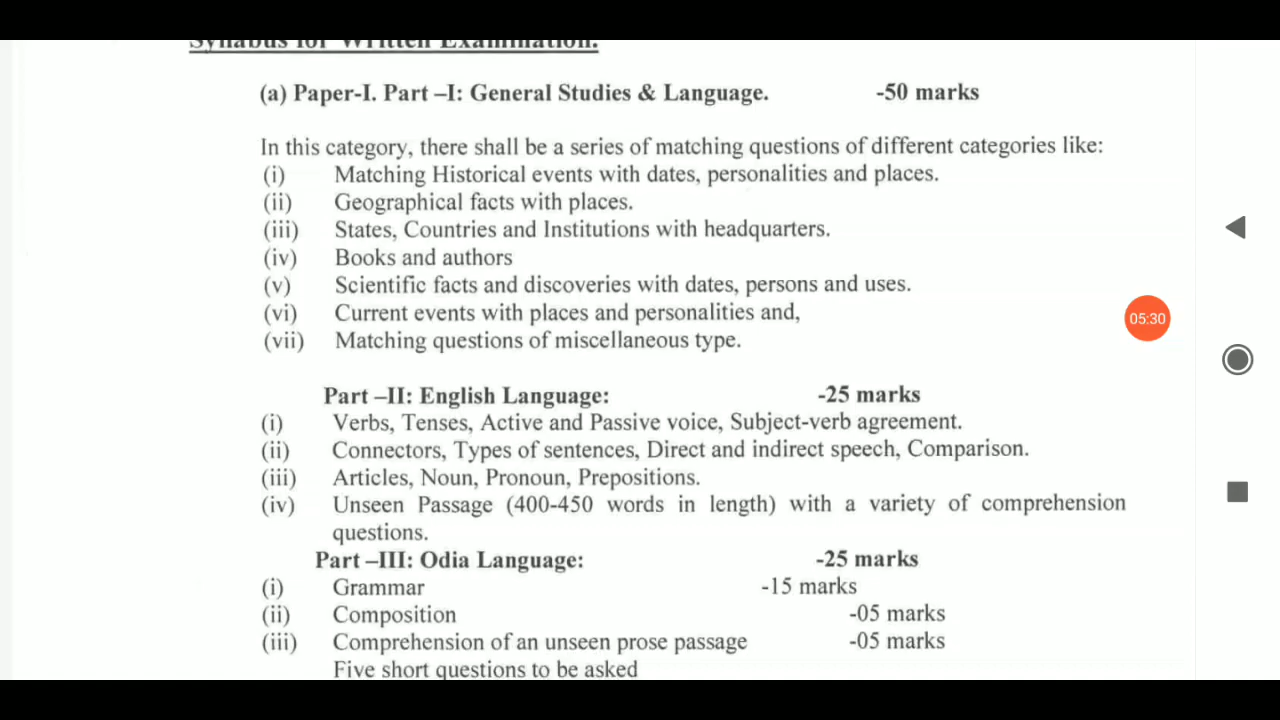 Syllabus for Written Examination.
(a) Paper-I. Part –I: General Studies & Language. -50 marks
In this category, there shall be a series of matching questions of different categories like:
(i) Matching Historical events with dates, personalities and places.
(ii) Geographical facts with places.
(iii) States, Countries and Institutions with headquarters.
(iv) Books and authors
(v) Scientific facts and discoveries with dates, persons and uses.
(vi) Current events with places and personalities and,
(vii) Matching questions of miscellaneous type.
05:30
Part –II: English Language: -25 marks
(i) Verbs, Tenses, Active and Passive voice, Subject-verb agreement.
(ii) Connectors, Types of sentences, Direct and indirect speech, Comparison.
(iii) Articles, Noun, Pronoun, Prepositions.
(iv) Unseen Passage (400-450 words in length) with a variety of comprehension
questions.
Part –III: Odia Language: -25 marks
(i) Grammar -15 marks
(ii) Composition -05 marks
(iii) Comprehension of an unseen prose passage -05 marks
Five short questions to be asked